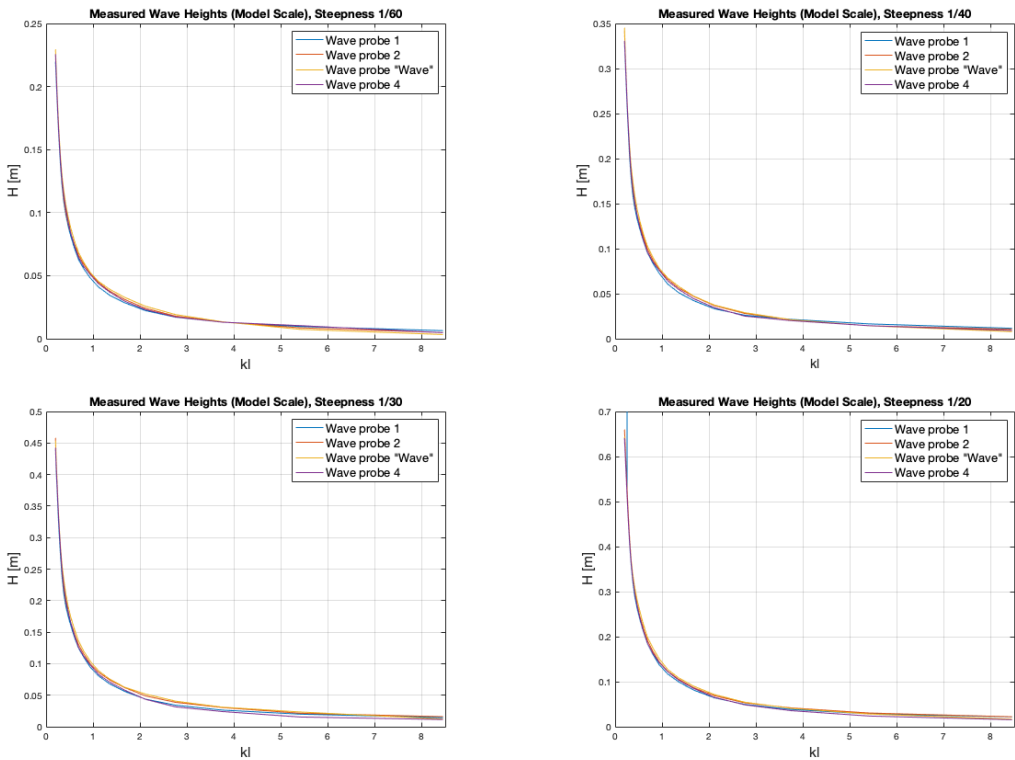 Measured Wave Heights (Model Scale), Steepness 1/60
0.25
0.2
0.15
0.1
0.05
0
H [m]
0 1 2 3 4 5 6 7 8
kl
Wave probe 1
Wave probe 2
Wave probe "Wave"
Wave probe 4
Measured Wave Heights (Model Scale), Steepness 1/40
0.35
0.3
0.25
0.2
0.15
0.1
0.05
0
H [m]
0 1 2 3 4 5 6 7 8
kl
Wave probe 1
Wave probe 2
Wave probe "Wave"
Wave probe 4
Measured Wave Heights (Model Scale), Steepness 1/30
0.5
0.45
0.4
0.35
0.3
0.25
0.2
0.15
0.1
0.05
0
H [m]
0 1 2 3 4 5 6 7 8
kl
Wave probe 1
Wave probe 2
Wave probe "Wave"
Wave probe 4
Measured Wave Heights (Model Scale), Steepness 1/20
0.7
0.6
0.5
0.4
0.3
0.2
0.1
0
H [m]
0 1 2 3 4 5 6 7 8
kl
Wave probe 1
Wave probe 2
Wave probe "Wave"
Wave probe 4